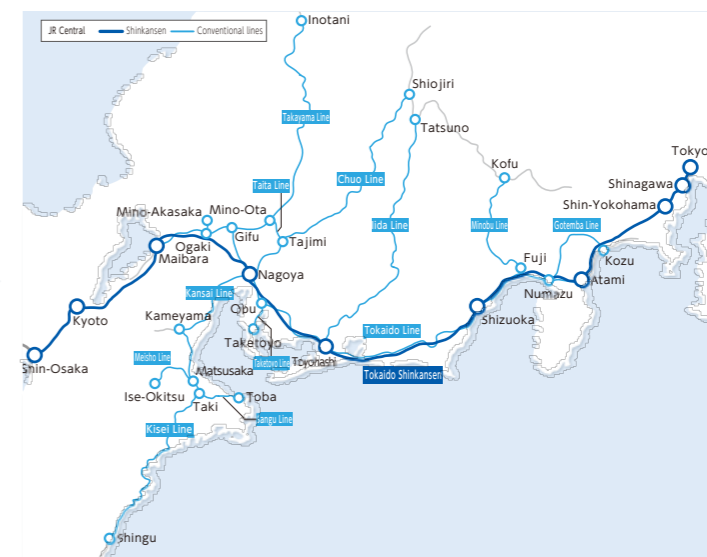 JR Central Shinkansen Conventional lines
Inotani
Shiojiri
Takayama Line
Tatsuno
Tokyo
Kofu
Shinagawa
Chuo Line
Taita Line
Shin-Yokohama
Mino-Akasaka
Mino-Ota
Iida Line
Minobu Line
Gotemba Line
Gifu
Tajimi
Ogaki
Maibara
Kozu
Fuji
Nagoya
Atami
Numazu
Kansai Line
Obu
Kyoto
Kameyama
Shizuoka
Taketoyo
Tokaido Line
Meisho Line
Taketoyo Line
Toyohashi
Shin-Osaka
Matsusaka
Tokaido Shinkansen
Ise-Okitsu
Toba
Taki
Sangu Line
Kisei Line
Shingu